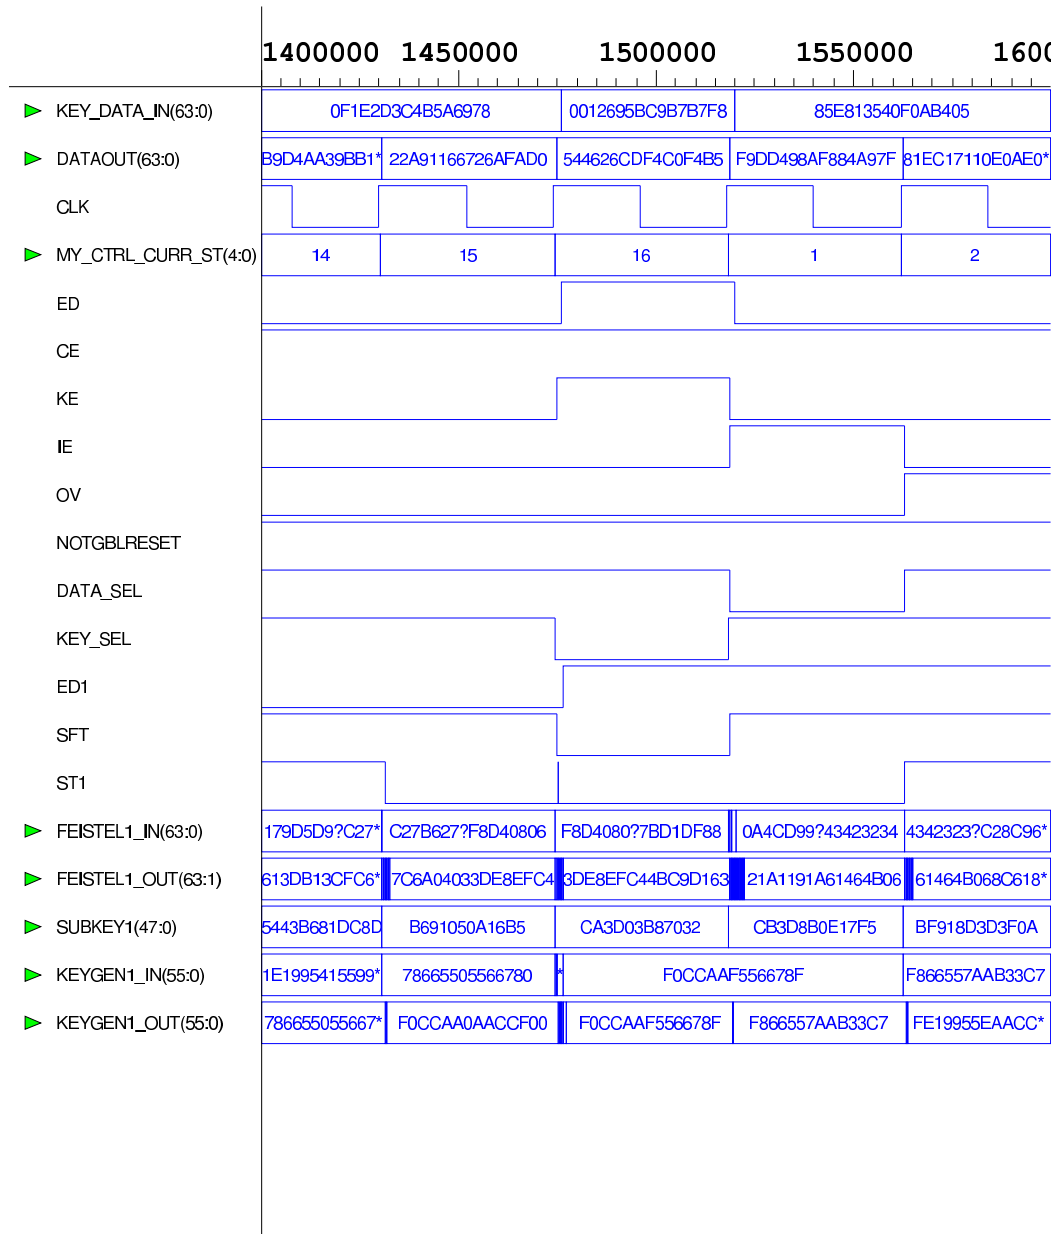 1400000 1450000 1500000 1550000 1600
KEY_DATA_IN(63:0) 0F1E2D3C4B5A6978 0012695BC9B7B7F8 85E813540F0AB405
DATAOUT(63:0) B9D4AA39BB1* 22A91166726AFAD0 544626CDF4C0F4B5 F9DD498AF884A97F 81EC17110E0AE0*
CLK
MY_CTRL_CURR_ST(4:0) 14 15 16 1 2
ED
CE
KE
IE
OV
NOTGBLRESET
DATA_SEL
KEY_SEL
ED1
SFT
ST1
FEISTEL1_IN(63:0) 179D5D9?C27* C27B627?F8D40806 F8D4080?7BD1DF88 0A4CD99?43423234 4342323?C28C96*
FEISTEL1_OUT(63:1) 613DB13CFC6* 7C6A04033DE8EFC4 3DE8EFC44BC9D163 21A1191A61464B06 61464B068C618*
SUBKEY1(47:0) 5443B681DC8D B691050A16B5 CA3D03B87032 CB3D8B0E17F5 BF918D3D3F0A
KEYGEN1_IN(55:0) 1E1995415599* 78665505566780 * F0CCAAF556678F F866557AAB33C7
KEYGEN1_OUT(55:0) 786655055667* F0CCAA0AACCF00 F0CCAAF556678F F866557AAB33C7 FE19955EAACC*